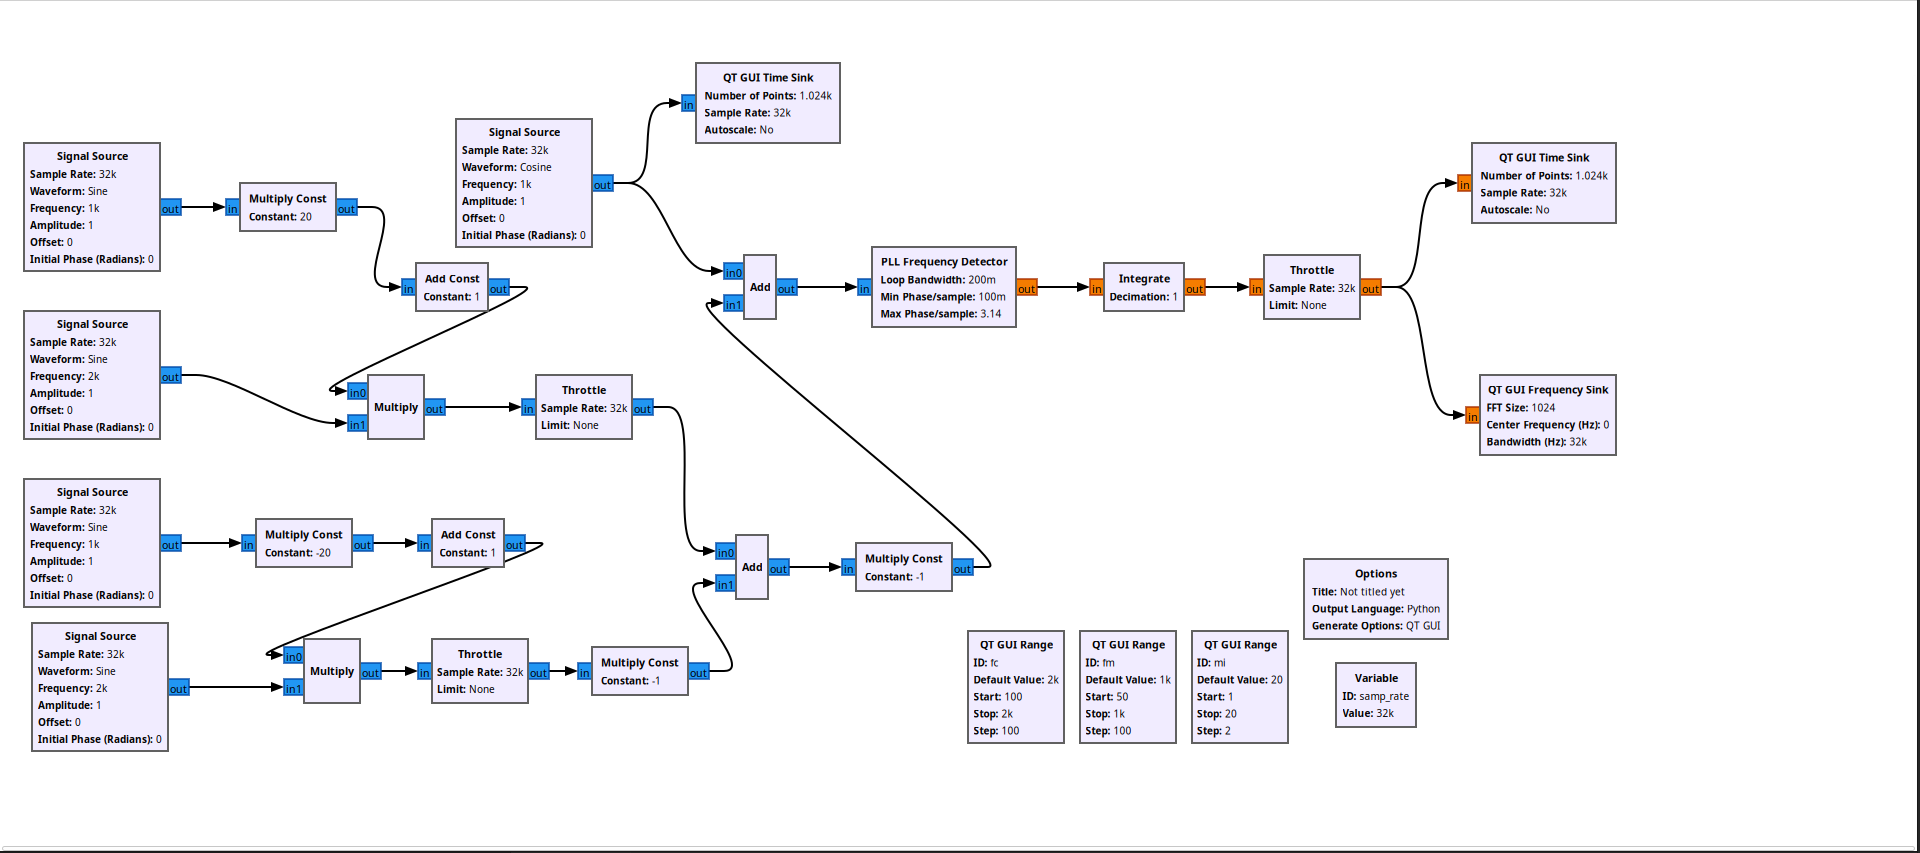 QT GUI Time Sink
Number of Points: 1.024k
Sample Rate: 32k
Autoscale: No
in
Signal Source
Sample Rate: 32k
Waveform: Cosine
Frequency: 1k
Amplitude: 1
Offset: 0
Initial Phase (Radians): 0
out
Signal Source
Sample Rate: 32k
Waveform: Sine
Frequency: 1k
Amplitude: 1
Offset: 0
Initial Phase (Radians): 0
out
in
Multiply Const
Constant: 20
out
in
Add Const
Constant: 1
out
QT GUI Time Sink
Number of Points: 1.024k
Sample Rate: 32k
Autoscale: No
in
in0
in1
Add
out
in
PLL Frequency Detector
Loop Bandwidth: 200m
Min Phase/sample: 100m
Max Phase/sample: 3.14
out
in
Integrate
Decimation: 1
out
in
Throttle
Sample Rate: 32k
Limit: None
out
Signal Source
Sample Rate: 32k
Waveform: Sine
Frequency: 2k
Amplitude: 1
Offset: 0
Initial Phase (Radians): 0
out
in0
in1
Multiply
out
in
Throttle
Sample Rate: 32k
Limit: None
out
in
QT GUI Frequency Sink
FFT Size: 1024
Center Frequency (Hz): 0
Bandwidth (Hz): 32k
Signal Source
Sample Rate: 32k
Waveform: Sine
Frequency: 1k
Amplitude: 1
Offset: 0
Initial Phase (Radians): 0
out
in
Multiply Const
Constant: -20
out
in
Add Const
Constant: 1
out
in0
in1
Add
out
in
Multiply Const
Constant: -1
out
Signal Source
Sample Rate: 32k
Waveform: Sine
Frequency: 2k
Amplitude: 1
Offset: 0
Initial Phase (Radians): 0
out
in0
in1
Multiply
out
in
Throttle
Sample Rate: 32k
Limit: None
out
in
Multiply Const
Constant: -1
out
QT GUI Range
ID: fc
Default Value: 2k
Start: 100
Stop: 2k
Step: 100
QT GUI Range
ID: fm
Default Value: 1k
Start: 50
Stop: 1k
Step: 100
QT GUI Range
ID: mi
Default Value: 20
Start: 1
Stop: 20
Step: 2
Options
Title: Not titled yet
Output Language: Python
Generate Options: QT GUI
Variable
ID: samp_rate
Value: 32k